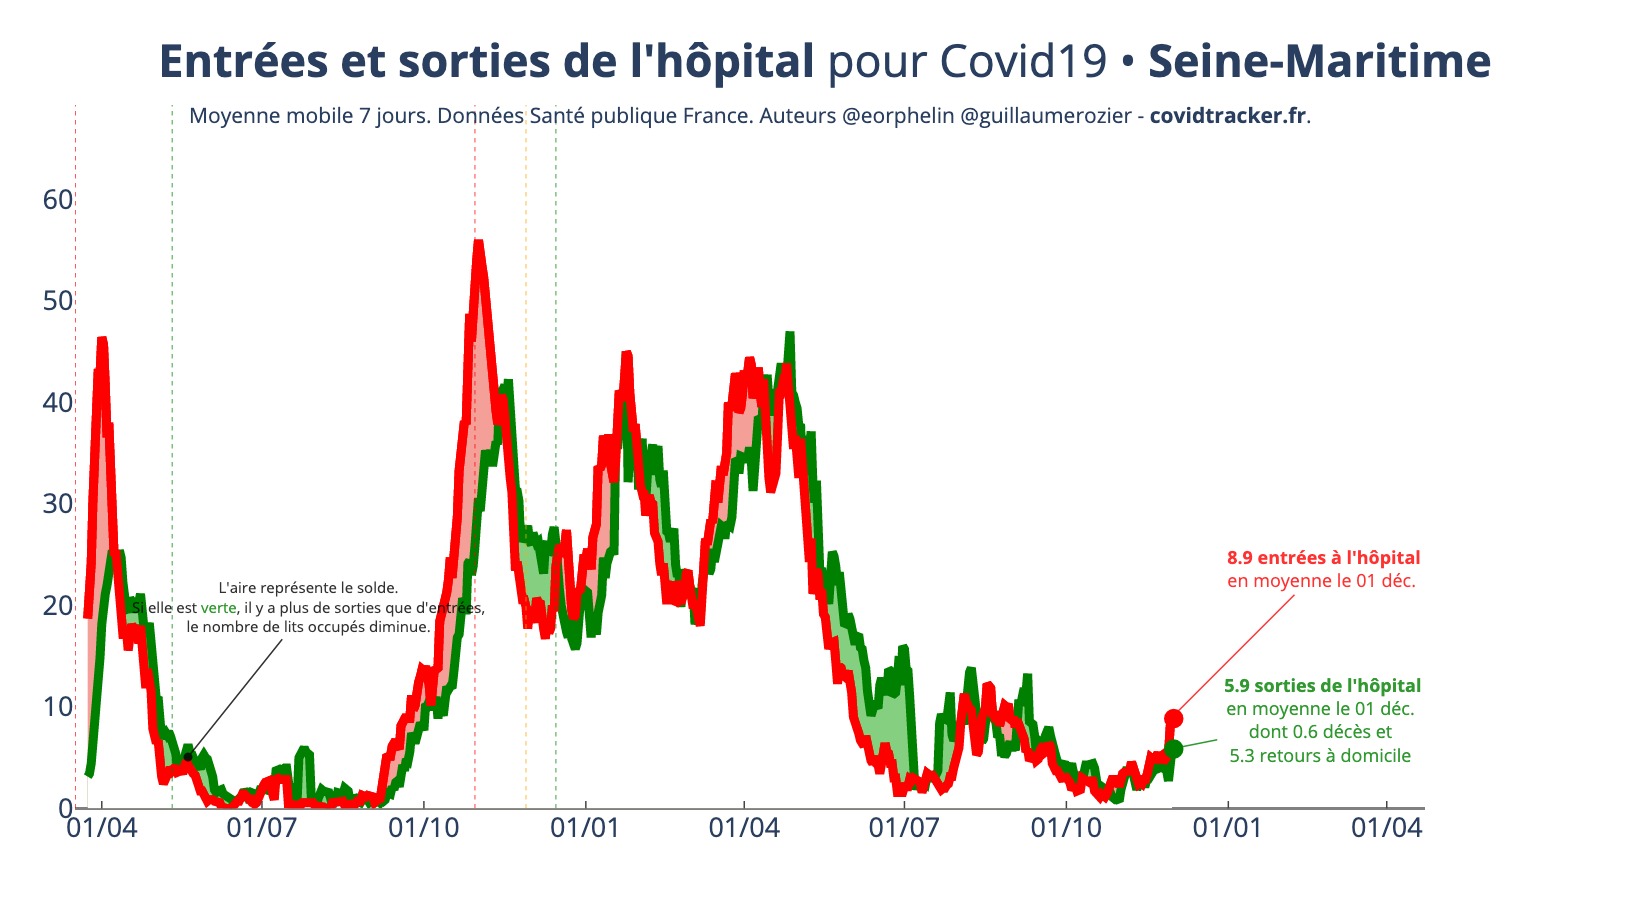 Entrées et sorties de l'hôpital pour Covid19 • Seine-Maritime
Moyenne mobile 7 jours. Données Santé publique France. Auteurs @eorphelin @guillaumerozier - covidtracker.fr.
60
50
40
30
20
10
0
L'aire représente le solde.
Si elle est verte, il y a plus de sorties que d'entrées,
le nombre de lits occupés diminue.
8.9 entrées à l'hôpital
en moyenne le 01 déc.
5.9 sorties de l'hôpital
en moyenne le 01 déc.
dont 0.6 décès et
5.3 retours à domicile
01/04 01/07 01/10 01/01 01/04 01/07 01/10 01/01 01/04